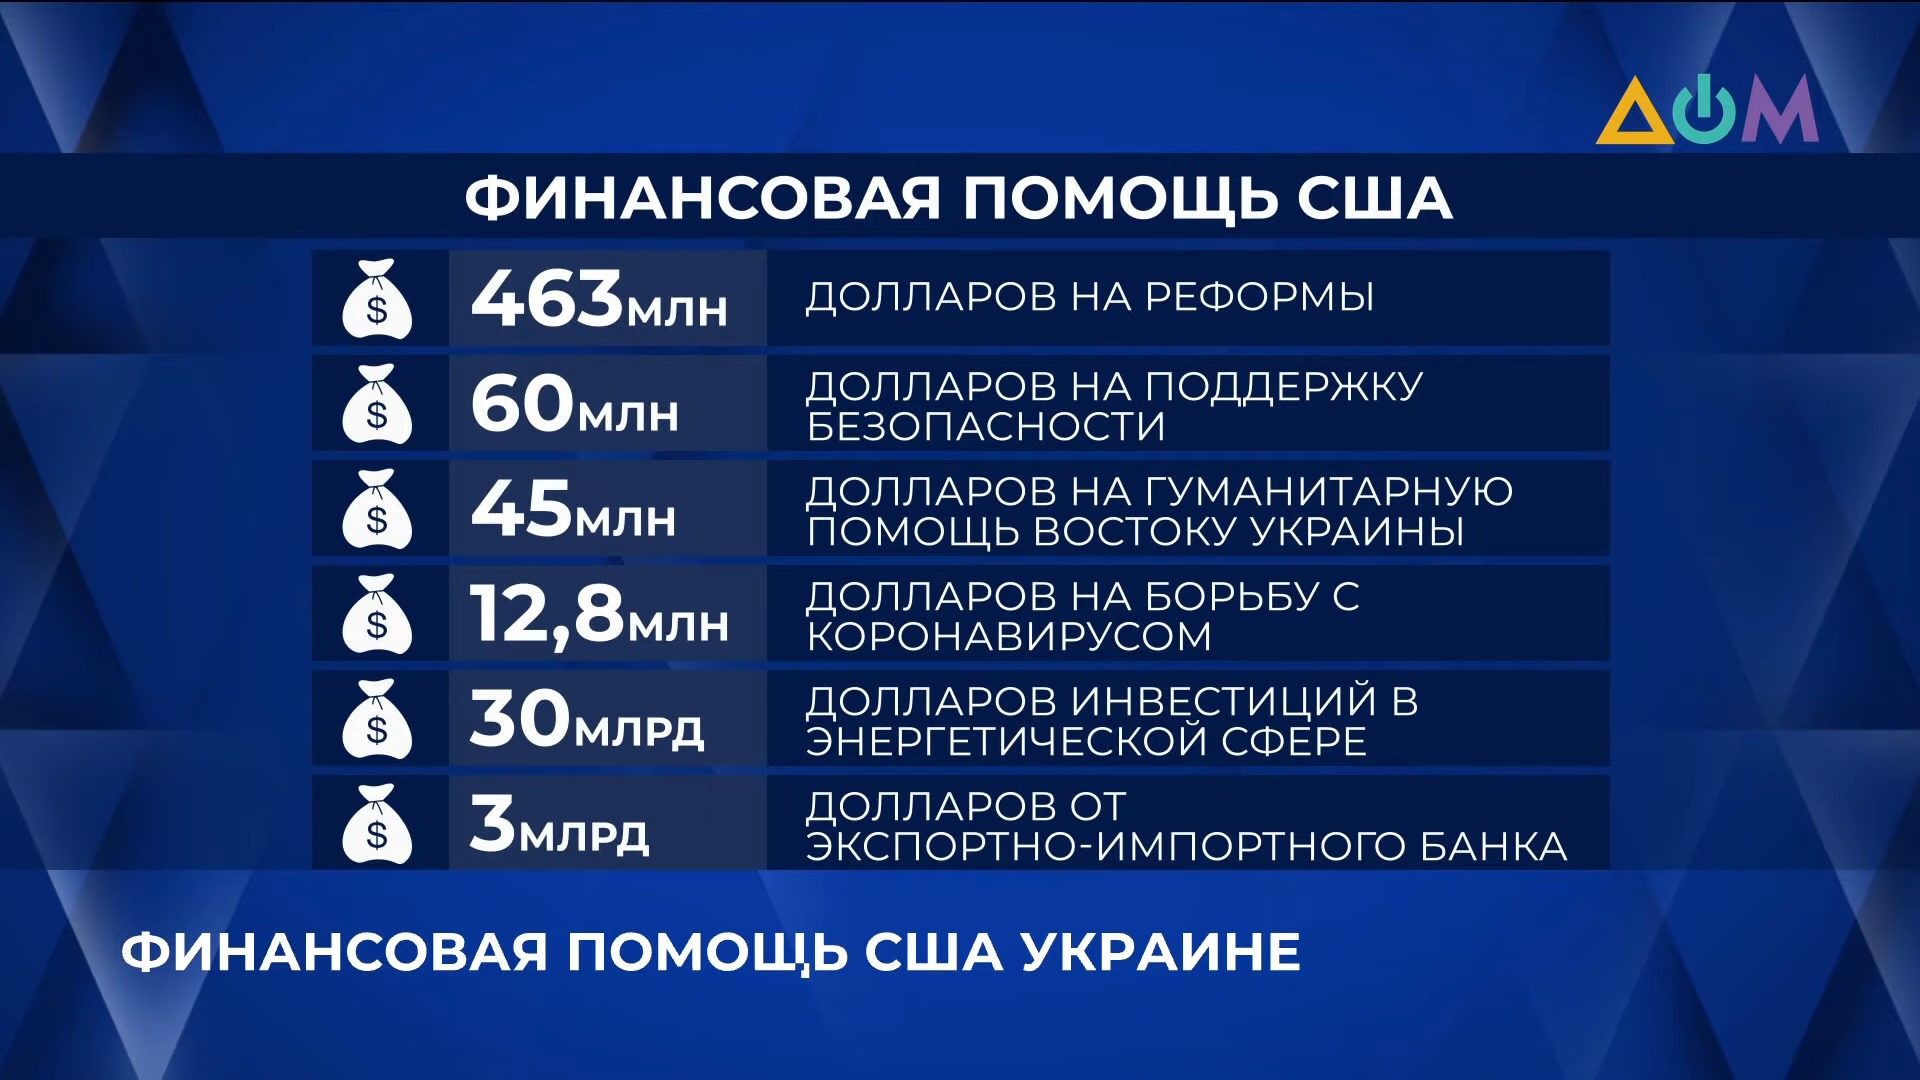 ДОМ
ФИНАНСОВАЯ ПОМОЩЬ США
$ 463МЛН ДОЛЛАРОВ НА РЕФОРМЫ
$ 60МЛН ДОЛЛАРОВ НА ПОДДЕРЖКУ
БЕЗОПАСНОСТИ
$ 45МЛН ДОЛЛАРОВ НА ГУМАНИТАРНУЮ
ПОМОЩЬ ВОСТОКУ УКРАИНЫ
$ 12,8МЛН ДОЛЛАРОВ НА БОРЬБУ С
КОРОНАВИРУСОМ
$ 30МЛРД ДОЛЛАРОВ ИНВЕСТИЦИЙ В
ЭНЕРГЕТИЧЕСКОЙ СФЕРЕ
$ 3МЛРД ДОЛЛАРОВ ОТ
ЭКСПОРТНО-ИМПОРТНОГО БАНКА
ФИНАНСОВАЯ ПОМОЩЬ США УКРАИНЕ